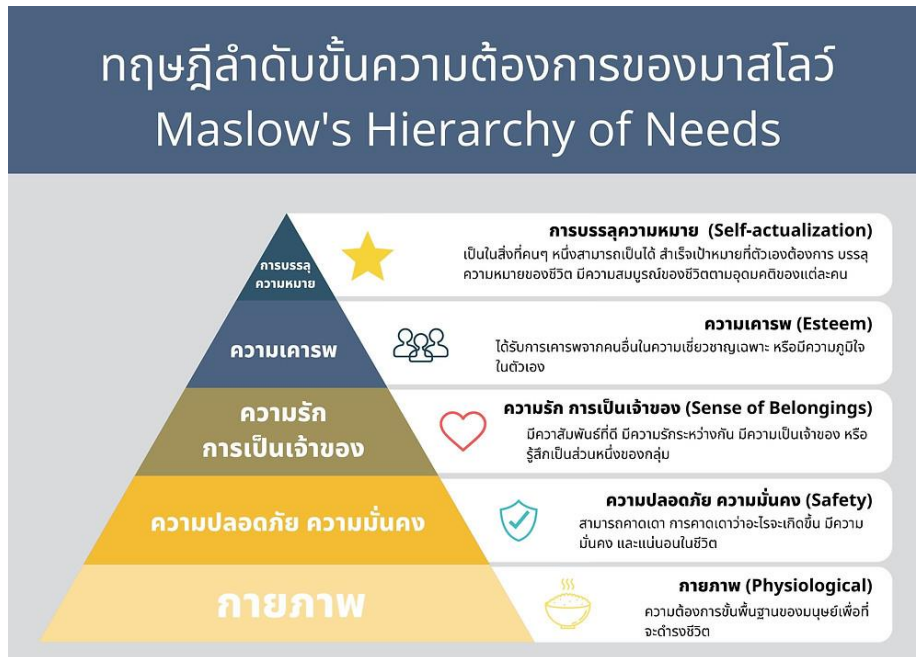 ทฤษฎีลำดับขั้นความต้องการของมาสโลว์
Maslow's Hierarchy of Needs
การบรรลุ
ความหมาย
การบรรลุความหมาย (Self-actualization)
เป็นในสิ่งที่คนๆ หนึ่งสามารถเป็นได้ สำเร็จเป้าหมายที่ตัวเองต้องการ บรรลุ
ความหมายของชีวิต มีความสมบูรณ์ของชีวิตตามอุดมคติของแต่ละคน
ความเคารพ
ความเคารพ (Esteem)
ได้รับการเคารพจากคนอื่นในความเชี่ยวชาญเฉพาะ หรือมีความภูมิใจ
ในตัวเอง
ความรัก
การเป็นเจ้าของ
ความรัก การเป็นเจ้าของ (Sense of Belongings)
มีควาสัมพันธ์ที่ดี มีความรักระหว่างกัน มีความเป็นเจ้าของ หรือ
รู้สึกเป็นส่วนหนึ่งของกลุ่ม
ความปลอดภัย ความมั่นคง
ความปลอดภัย ความมั่นคง (Safety)
สามารถคาดเดา การคาดเดาว่าอะไรจะเกิดขึ้น มีความ
มั่นคง และแน่นอนในชีวิต
กายภาพ
กายภาพ (Physiological)
ความต้องการขั้นพื้นฐานของมนุษย์เพื่อที่
จะดำรงชีวิต